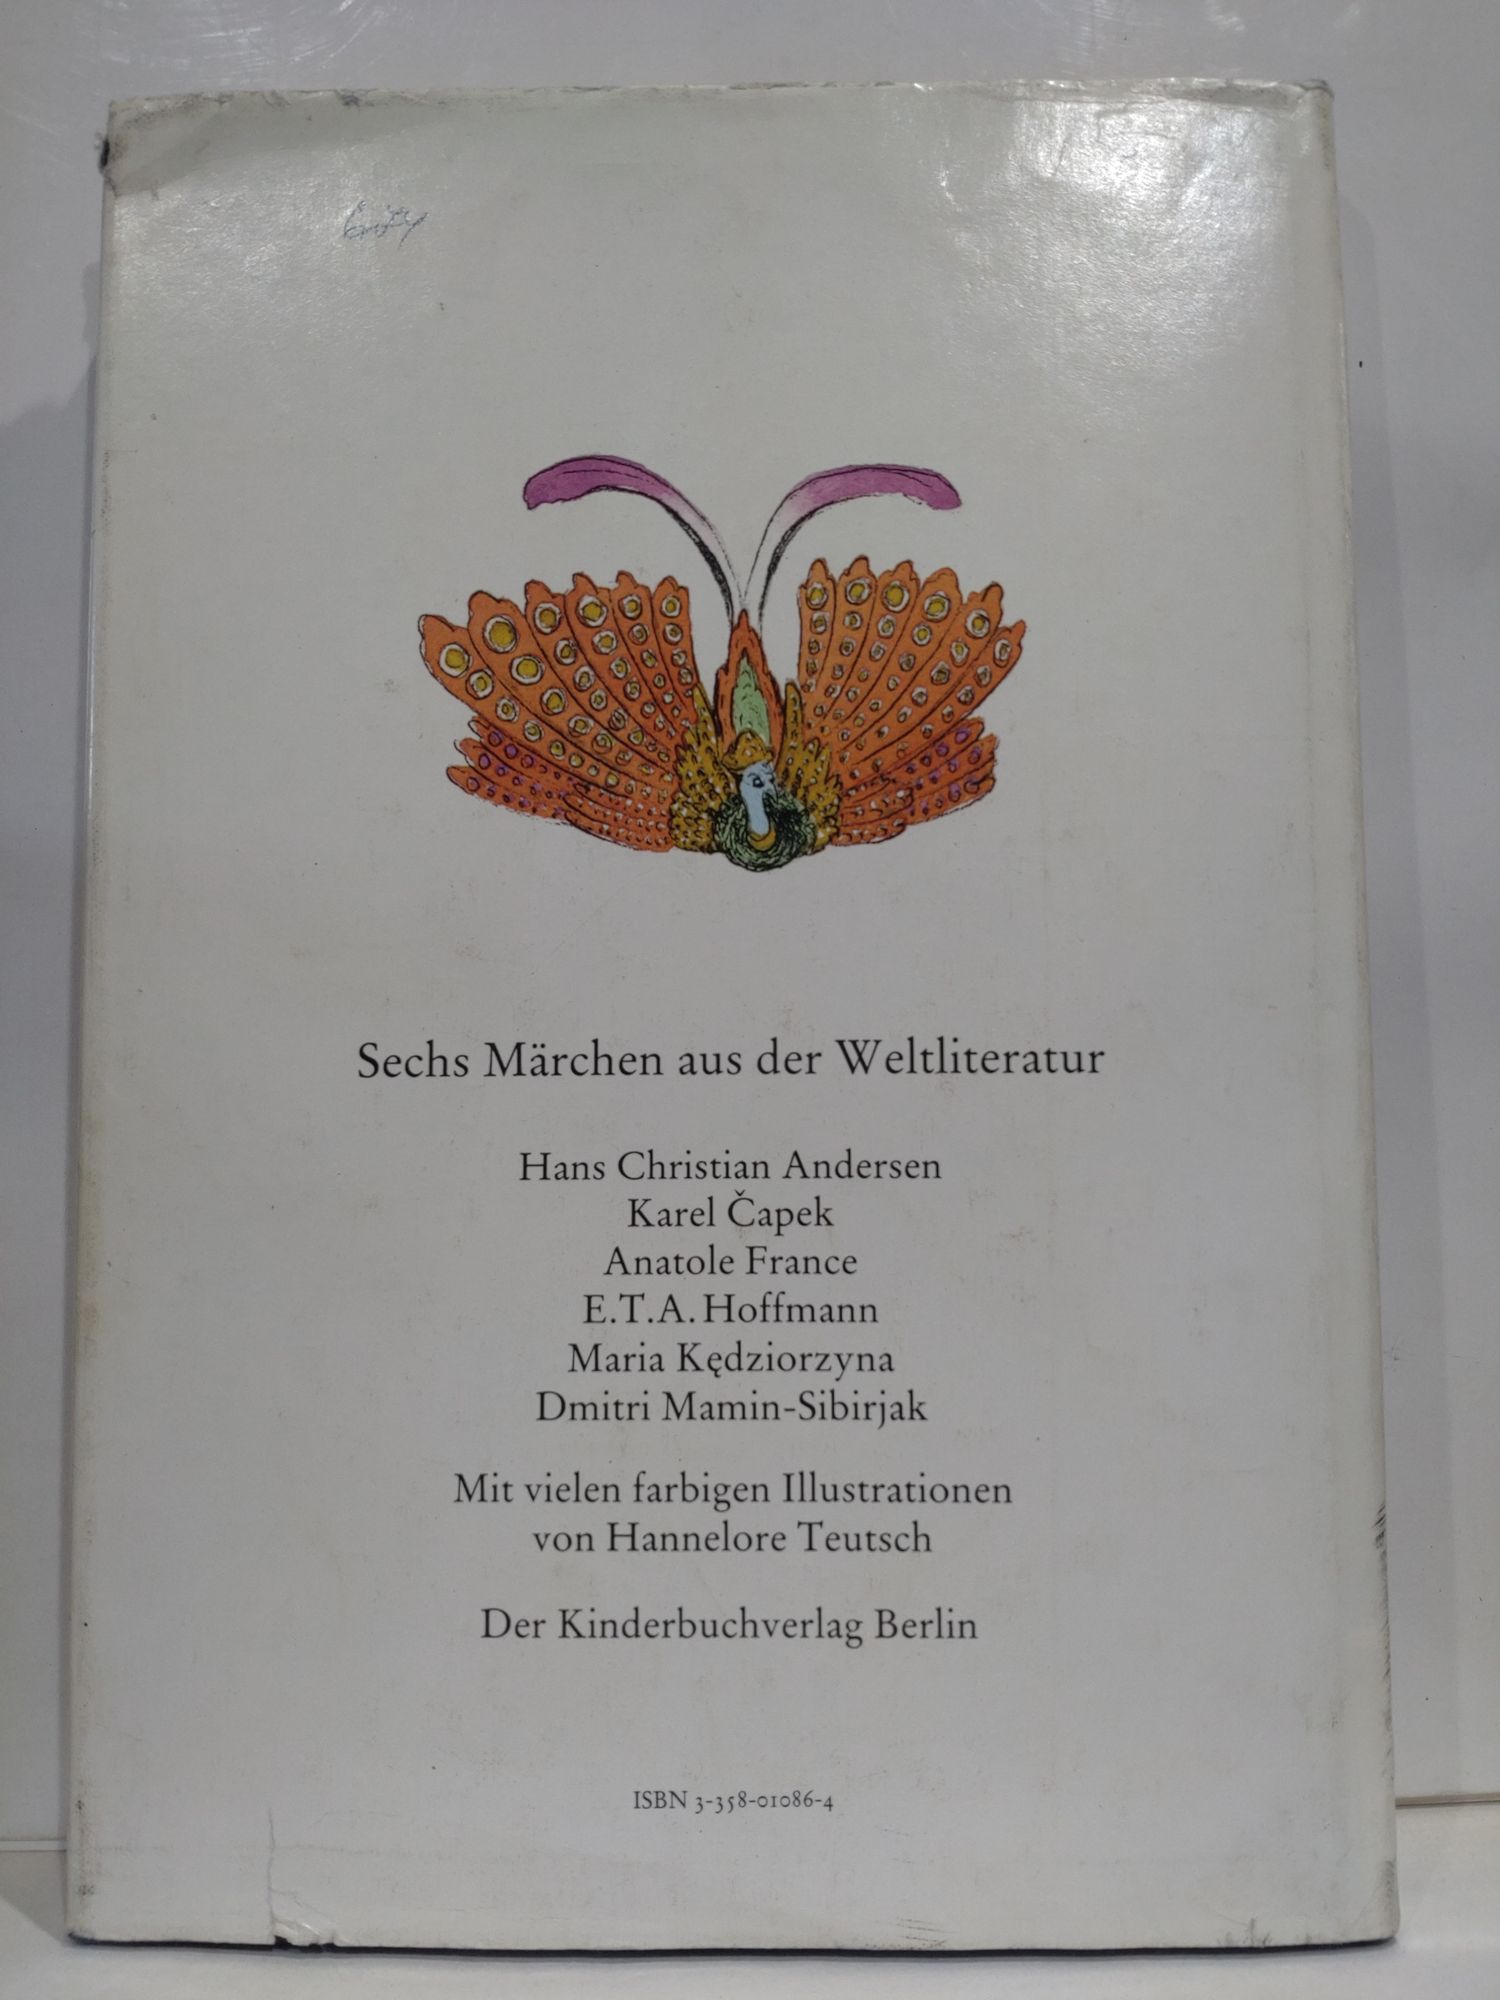 Sechs Märchen aus der Weltliteratur
Hans Christian Andersen
Karel Čapek
Anatole France
E.T.A. Hoffmann
Maria Kędziorzyna
Dmitri Mamin-Sibirjak
Mit vielen farbigen Illustrationen
von Hannelore Teutsch
Der Kinderbuchverlag Berlin
ISBN 3-358-01086-4